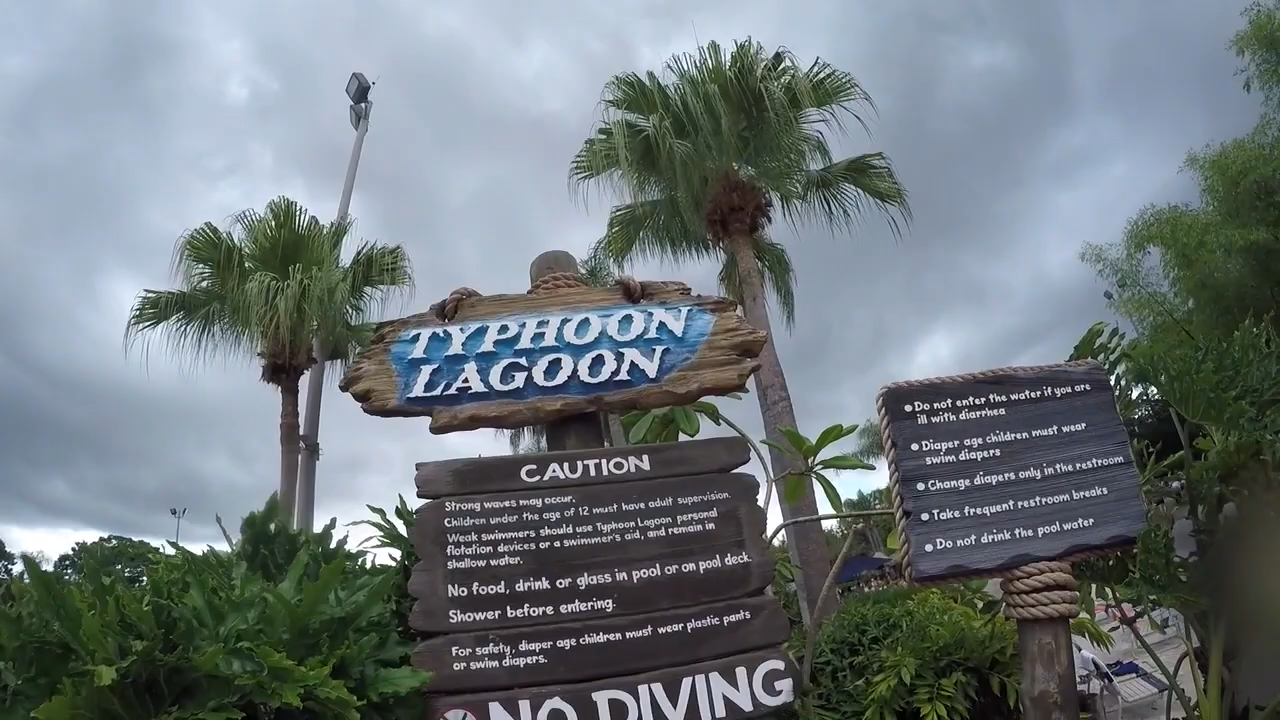 TYPHOON
LAGOON
CAUTION
Strong waves may occur.
Children under the age of 12 must have adult supervision.
Weak swimmers should use Typhoon Lagoon personal
flotation devices or a swimmer's aid, and remain in
shallow water.
No food, drink or glass in pool or on pool deck.
Shower before entering.
For safety, diaper age children must wear plastic pants
or swim diapers.
NO DIVING
• Do not enter the water if you are
ill with diarrhea
• Diaper age children must wear
swim diapers
• Change diapers only in the restroom
• Take frequent restroom breaks
• Do not drink the pool water